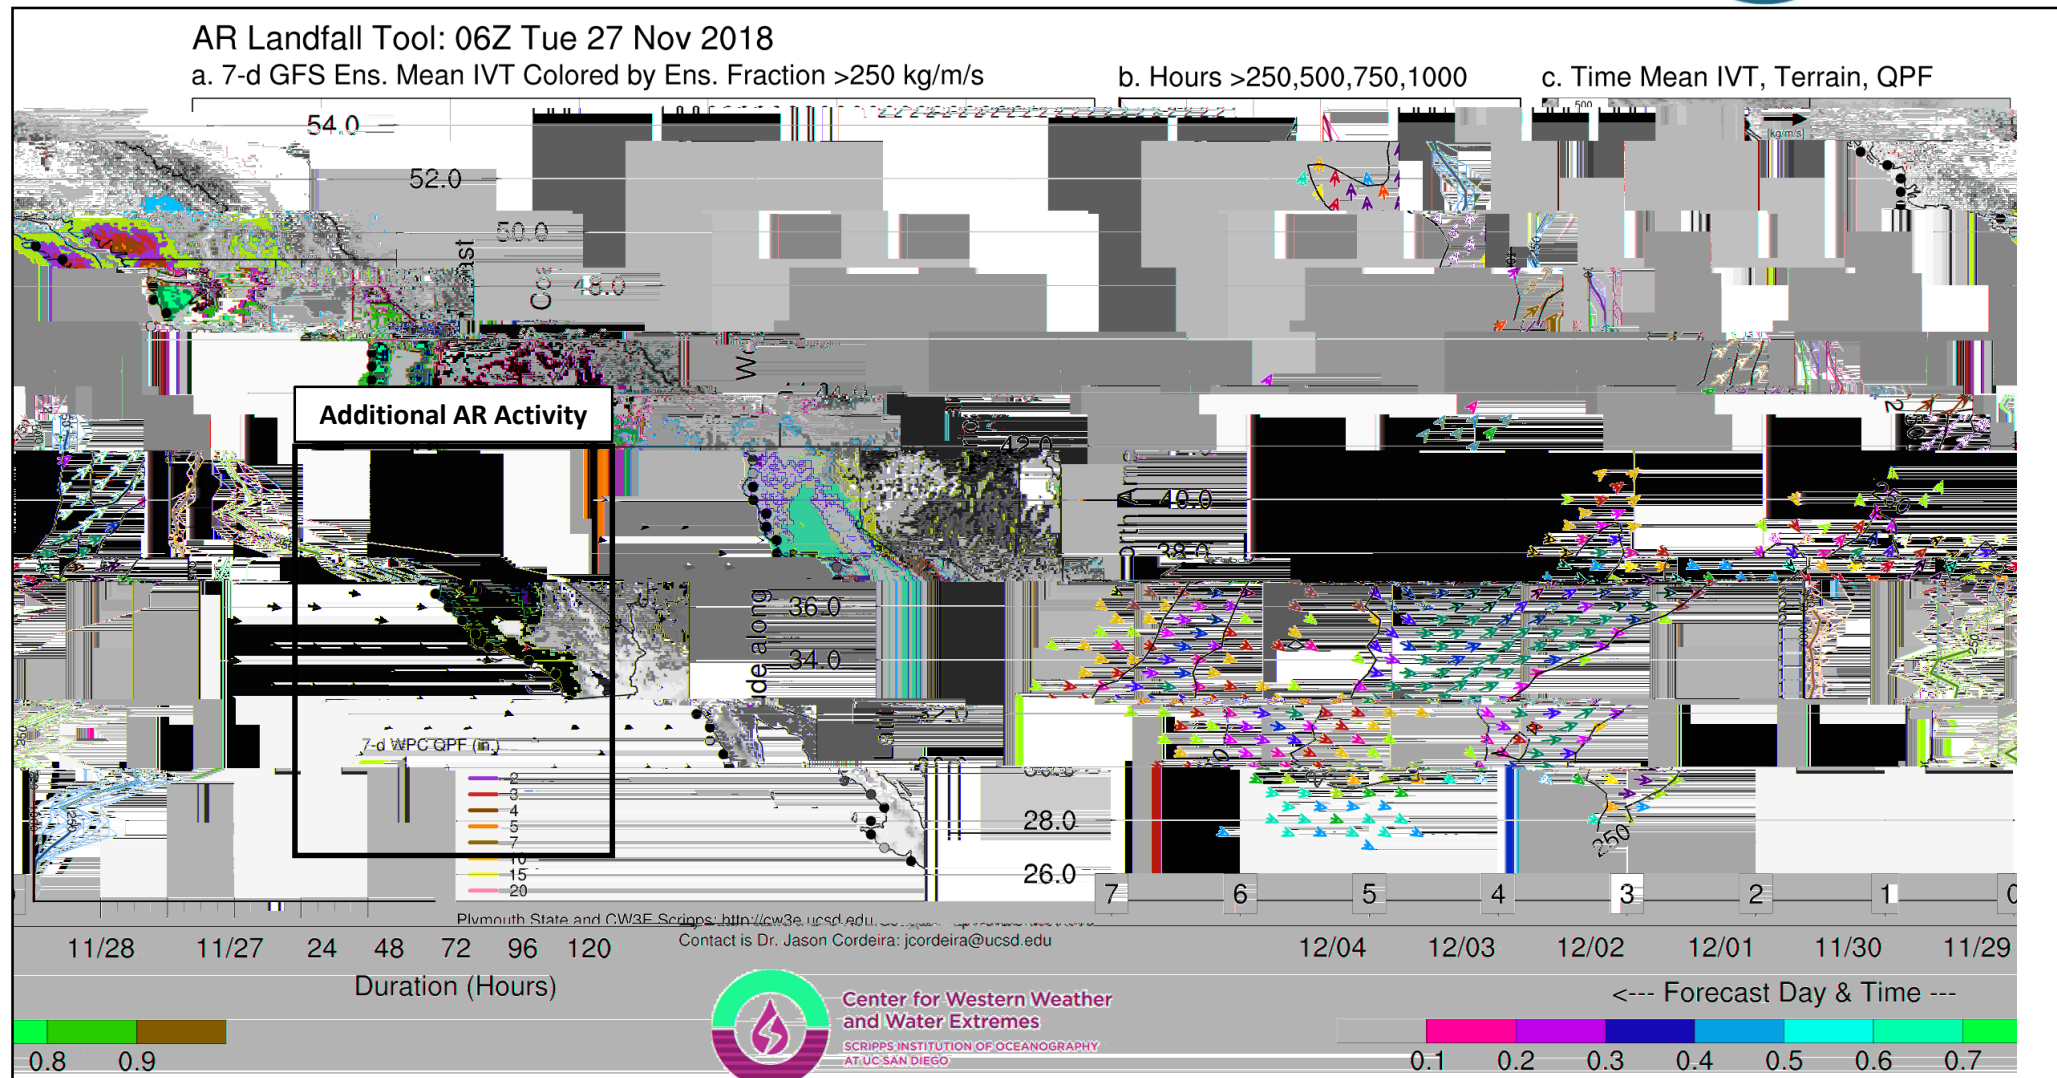 AR Landfall Tool: 06Z Tue 27 Nov 2018
a. 7-d GFS Ens. Mean IVT Colored by Ens. Fraction >250 kg/m/s
b. Hours >250,500,750,1000
c. Time Mean IVT, Terrain, QPF
500
kg/m/s
54.0
52.0
50.0
48.0
Additional AR Activity
42.0
40.0
38.0
36.0
34.0
ude along
7-d WPC QPF (in.)
2
3
4
5
7
10
15
20
28.0
250
26.0
7 6 5 4 3 2 1 0
Plymouth State and CW3E Scripps: http://cw3e.ucsd.edu
Contact is Dr. Jason Cordeira: jcordeira@ucsd.edu
11/28 11/27 24 48 72 96 120
12/04 12/03 12/02 12/01 11/30 11/29
Duration (Hours)
<--- Forecast Day & Time ---
Center for Western Weather
and Water Extremes
SCRIPPS INSTITUTION OF OCEANOGRAPHY
AT UC SAN DIEGO
0.8 0.9
0.1 0.2 0.3 0.4 0.5 0.6 0.7